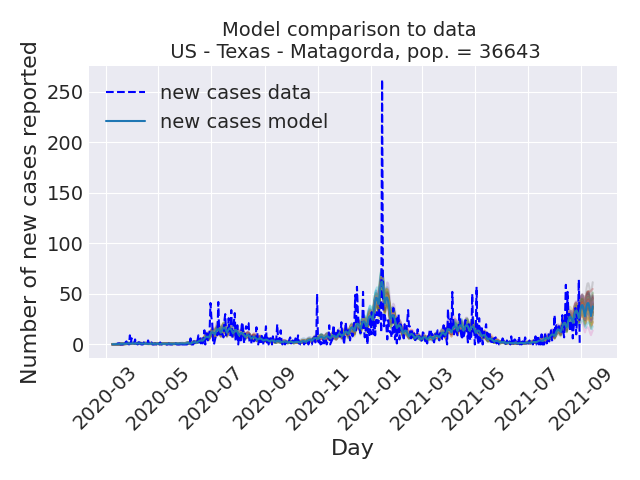 Model comparison to data
US - Texas - Matagorda, pop. = 36643
Number of new cases reported
250
200
150
100
50
0
new cases data
new cases model
2020-03
2020-05
2020-07
2020-09
2020-11
2021-01
2021-03
2021-05
2021-07
2021-09
Day